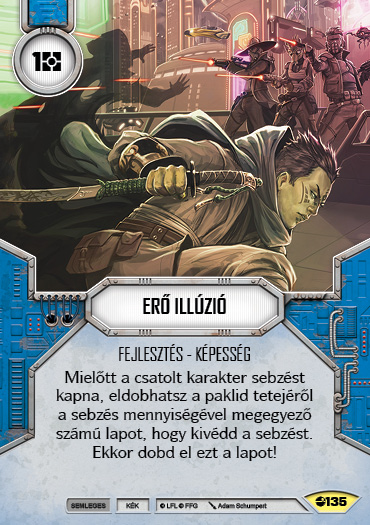 1
ERŐ ILLÚZIÓ
FEJLESZTÉS - KÉPESSÉG
Mielőtt a csatolt karakter sebzést
kapna, eldobhatsz a paklid tetejéről
a sebzés mennyiségével megegyező
számú lapot, hogy kivédd a sebzést.
Ekkor dobd el ezt a lapot!
SEMLEGES KÉK © LFL © FFG Adam Schumpert 135